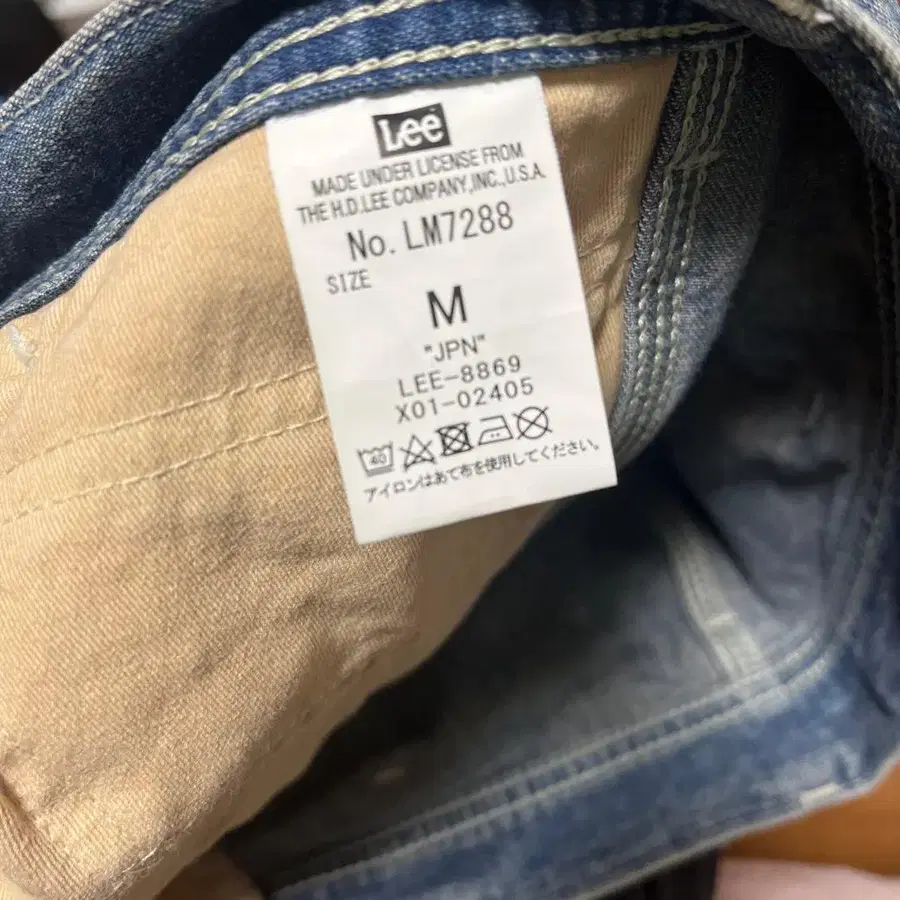 Lee
MADE UNDER LICENSE FROM
THE H.D.LEE COMPANY,INC.,U.S.A.
No. LM7288
SIZE
M
"JPN"
LEE-8869
X01-02405
40
アイロンはあて布を使用してください。